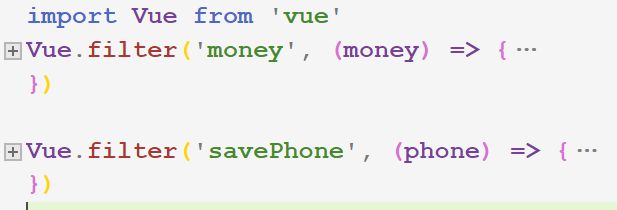 import Vue from 'vue'
Vue.filter('money', (money) => { ···
})
Vue.filter('savePhone', (phone) => { ···
})